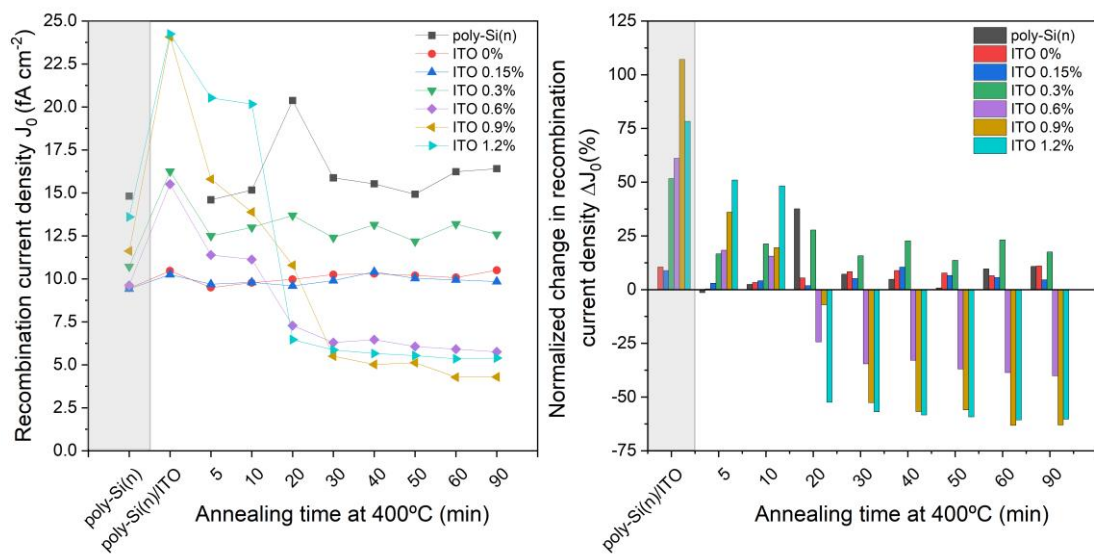 Recombination current density J₀ (fA cm⁻²)
25.0
22.5
20.0
17.5
15.0
12.5
10.0
7.5
5.0
2.5
0.0
poly-Si(n)
ITO 0%
ITO 0.15%
ITO 0.3%
ITO 0.6%
ITO 0.9%
ITO 1.2%
poly-Si(n)
poly-Si(n)/ITO
5
10
20
30
40
50
60
90
Annealing time at 400ºC (min)
Normalized change in recombination
current density ΔJ₀(%)
125
100
75
50
25
0
-25
-50
-75
poly-Si(n)
ITO 0%
ITO 0.15%
ITO 0.3%
ITO 0.6%
ITO 0.9%
ITO 1.2%
poly-Si(n)/ITO
5
10
20
30
40
50
60
90
Annealing time at 400ºC (min)